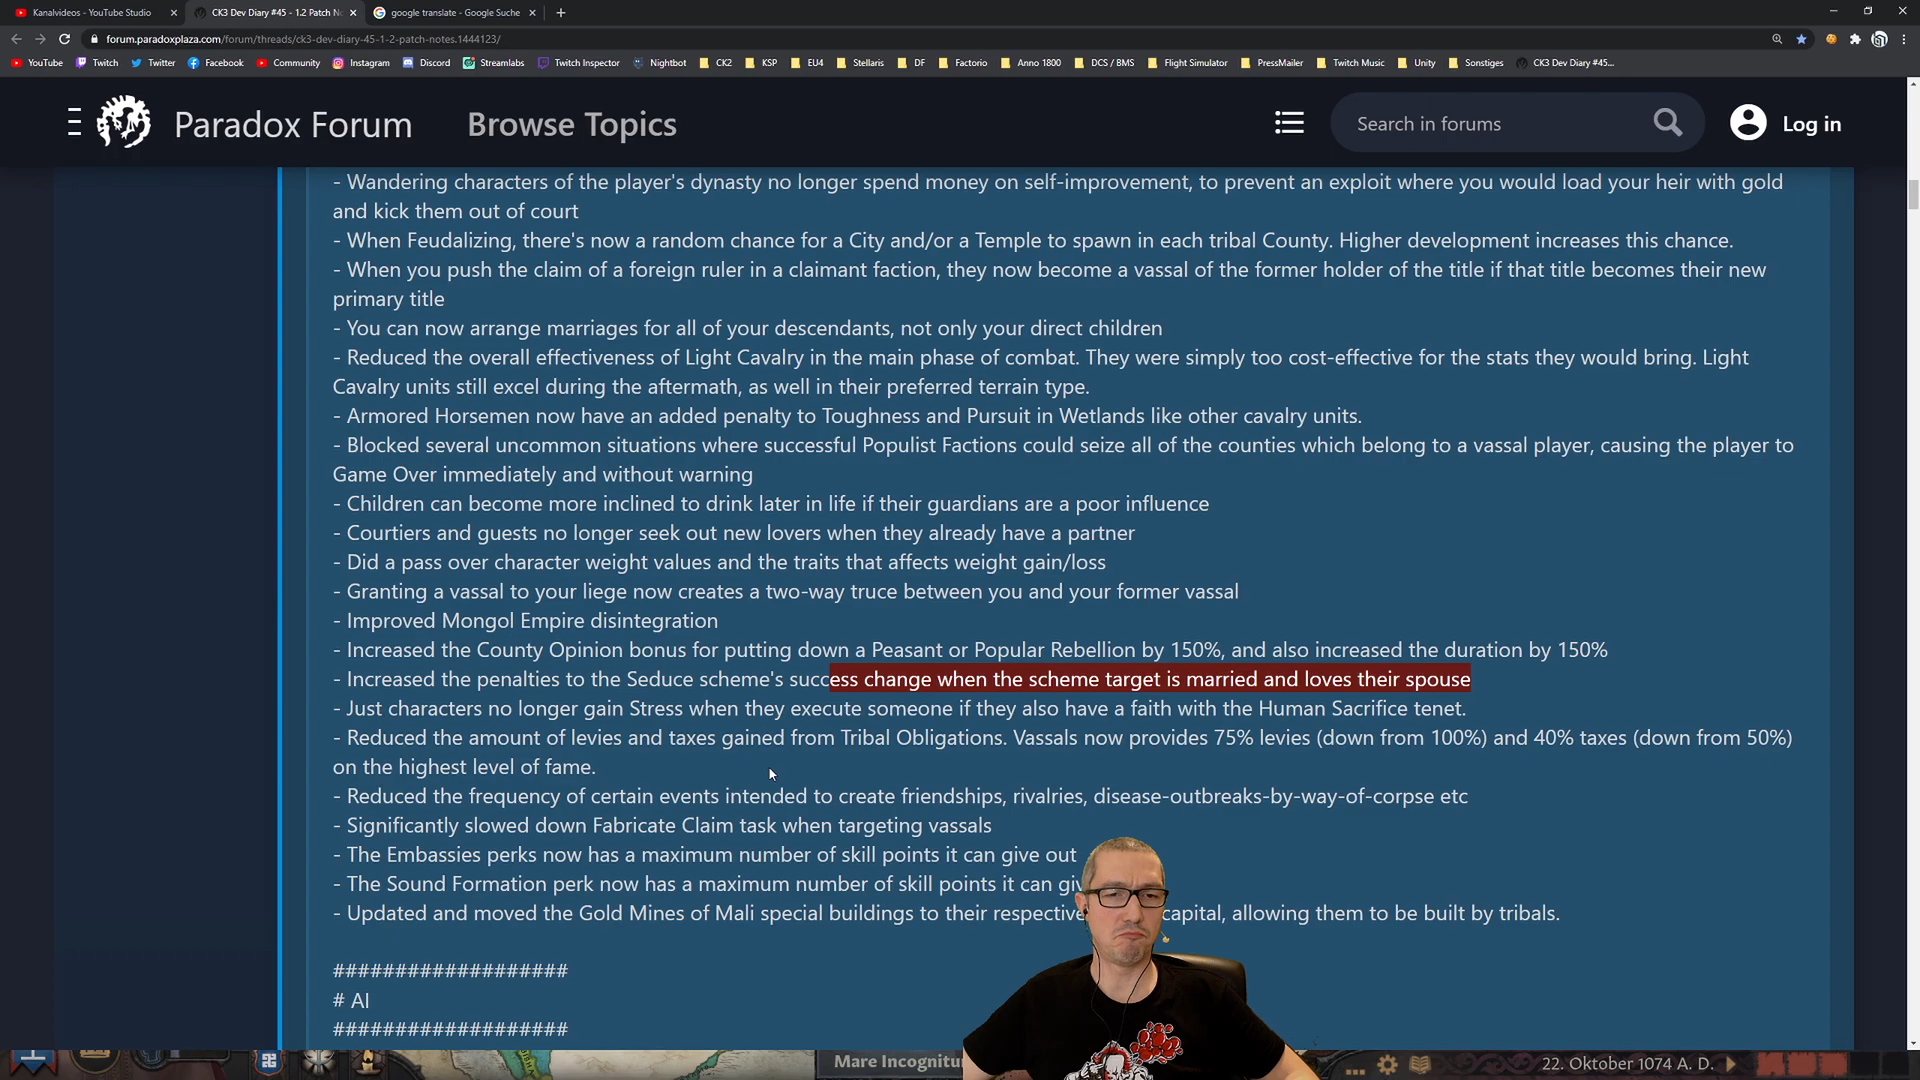 Kanalvideos - YouTube Studio
CK3 Dev Diary #45 - 1.2 Patch N
google translate - Google Suche
forum.paradoxplaza.com/forum/threads/ck3-dev-diary-45-1-2-patch-notes.1444123/
YouTube Twitch Twitter Facebook Community Instagram Discord Streamlabs Twitch Inspector Nightbot CK2 KSP EU4 Stellaris DF Factorio Anno 1800 DCS / BMS Flight Simulator PressMailer Twitch Music Unity Sonstiges CK3 Dev Diary #45...
Paradox Forum Browse Topics Search in forums Log in
- Wandering characters of the player's dynasty no longer spend money on self-improvement, to prevent an exploit where you would load your heir with gold
and kick them out of court
- When Feudalizing, there's now a random chance for a City and/or a Temple to spawn in each tribal County. Higher development increases this chance.
- When you push the claim of a foreign ruler in a claimant faction, they now become a vassal of the former holder of the title if that title becomes their new
primary title
- You can now arrange marriages for all of your descendants, not only your direct children
- Reduced the overall effectiveness of Light Cavalry in the main phase of combat. They were simply too cost-effective for the stats they would bring. Light
Cavalry units still excel during the aftermath, as well in their preferred terrain type.
- Armored Horsemen now have an added penalty to Toughness and Pursuit in Wetlands like other cavalry units.
- Blocked several uncommon situations where successful Populist Factions could seize all of the counties which belong to a vassal player, causing the player to
Game Over immediately and without warning
- Children can become more inclined to drink later in life if their guardians are a poor influence
- Courtiers and guests no longer seek out new lovers when they already have a partner
- Did a pass over character weight values and the traits that affects weight gain/loss
- Granting a vassal to your liege now creates a two-way truce between you and your former vassal
- Improved Mongol Empire disintegration
- Increased the County Opinion bonus for putting down a Peasant or Popular Rebellion by 150%, and also increased the duration by 150%
- Increased the penalties to the Seduce scheme's success change when the scheme target is married and loves their spouse
- Just characters no longer gain Stress when they execute someone if they also have a faith with the Human Sacrifice tenet.
- Reduced the amount of levies and taxes gained from Tribal Obligations. Vassals now provides 75% levies (down from 100%) and 40% taxes (down from 50%)
on the highest level of fame.
- Reduced the frequency of certain events intended to create friendships, rivalries, disease-outbreaks-by-way-of-corpse etc
- Significantly slowed down Fabricate Claim task when targeting vassals
- The Embassies perks now has a maximum number of skill points it can give out
- The Sound Formation perk now has a maximum number of skill points it can giv
- Updated and moved the Gold Mines of Mali special buildings to their respective capital, allowing them to be built by tribals.
###################
# AI
###################
Mare Incognitu 22. Oktober 1074 A. D.